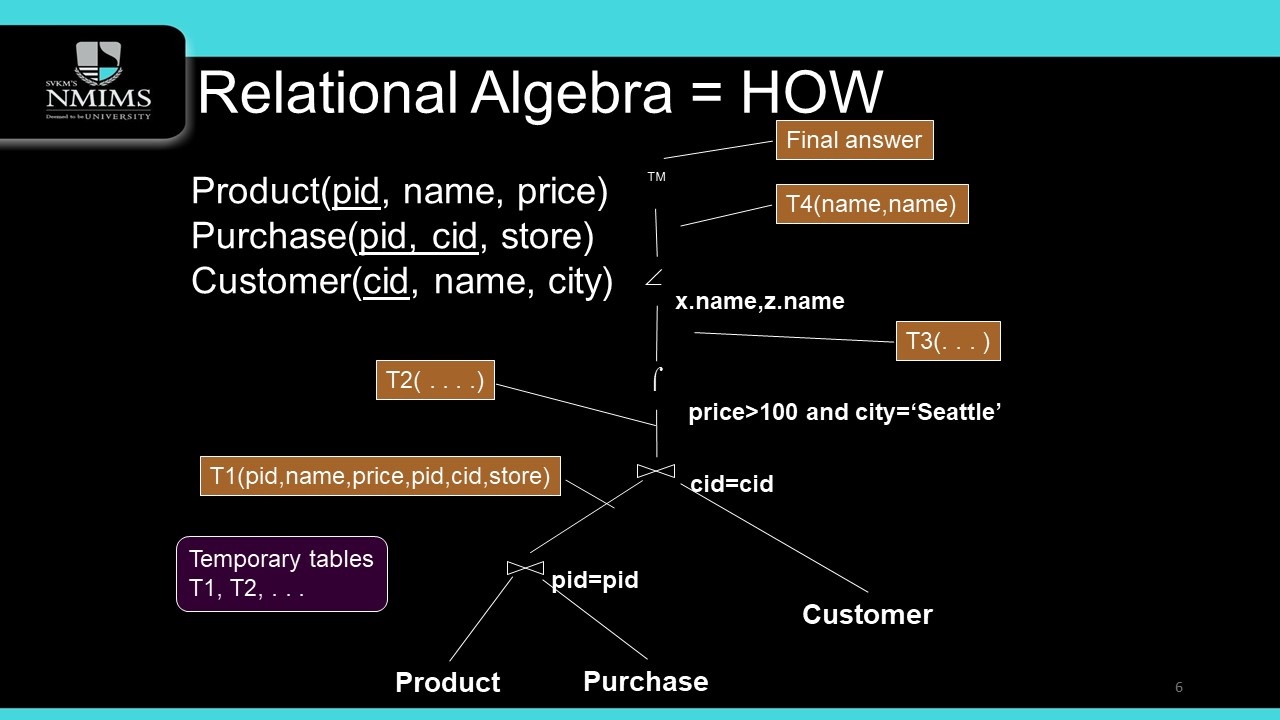 SVKM'S
NMIMS
Deemed to be UNIVERSITY
Relational Algebra = HOW
Final answer
Product(pid, name, price)
Purchase(pid, cid, store)
Customer(cid, name, city)
TM
T4(name,name)
x.name,z.name
T3(. . . )
T2( . . . .)
price>100 and city=‘Seattle’
T1(pid,name,price,pid,cid,store)
cid=cid
Temporary tables
T1, T2, . . .
pid=pid
Customer
Product
Purchase
6